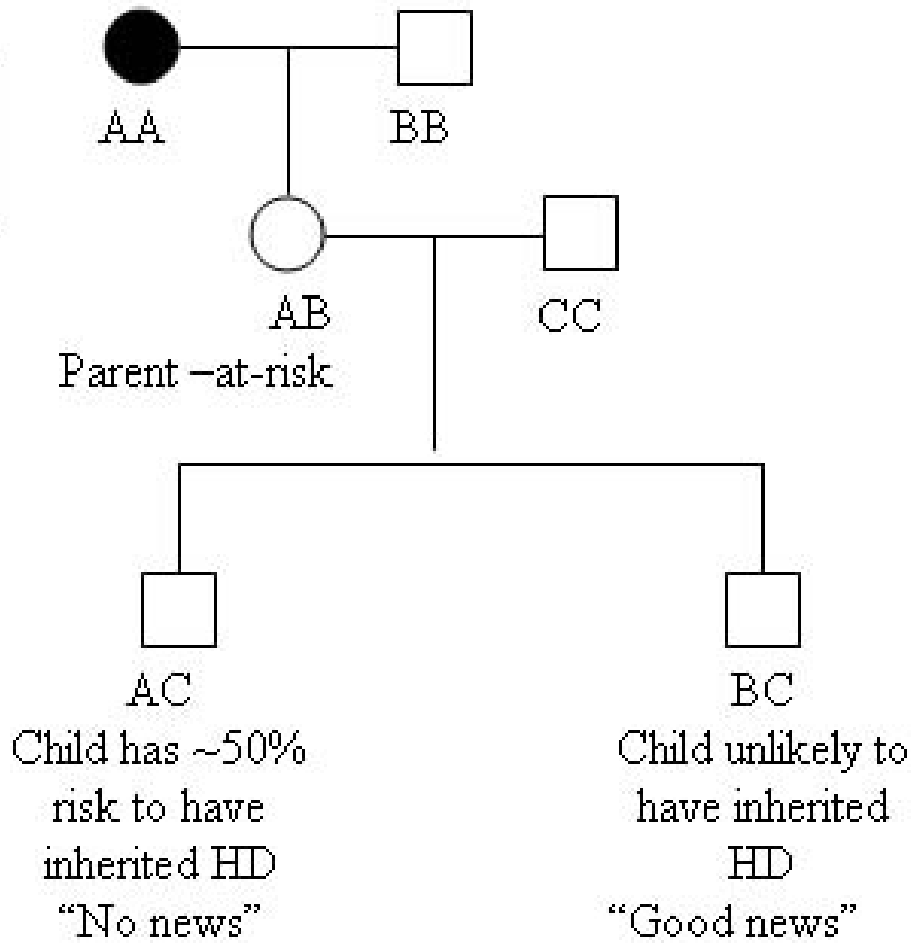 AA
BB
AB
CC
Parent –at-risk
AC
Child has ~50%
risk to have
inherited HD
“No news”
BC
Child unlikely to
have inherited
HD
“Good news”